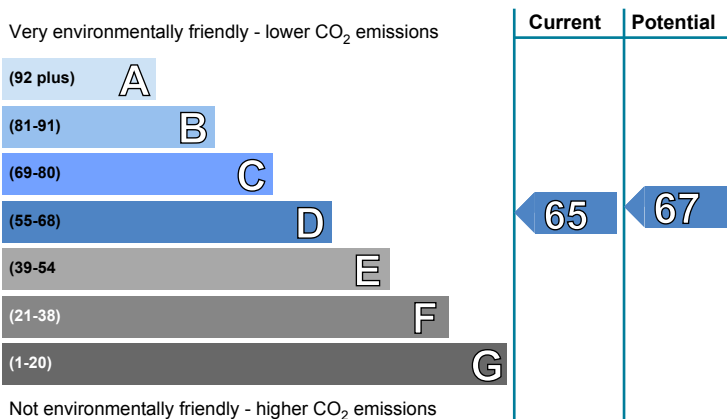 Very environmentally friendly - lower CO2 emissions
Current Potential
(92 plus) A
(81-91) B
(69-80) C
(55-68) D
65 67
(39-54 E
(21-38) F
(1-20) G
Not environmentally friendly - higher CO2 emissions